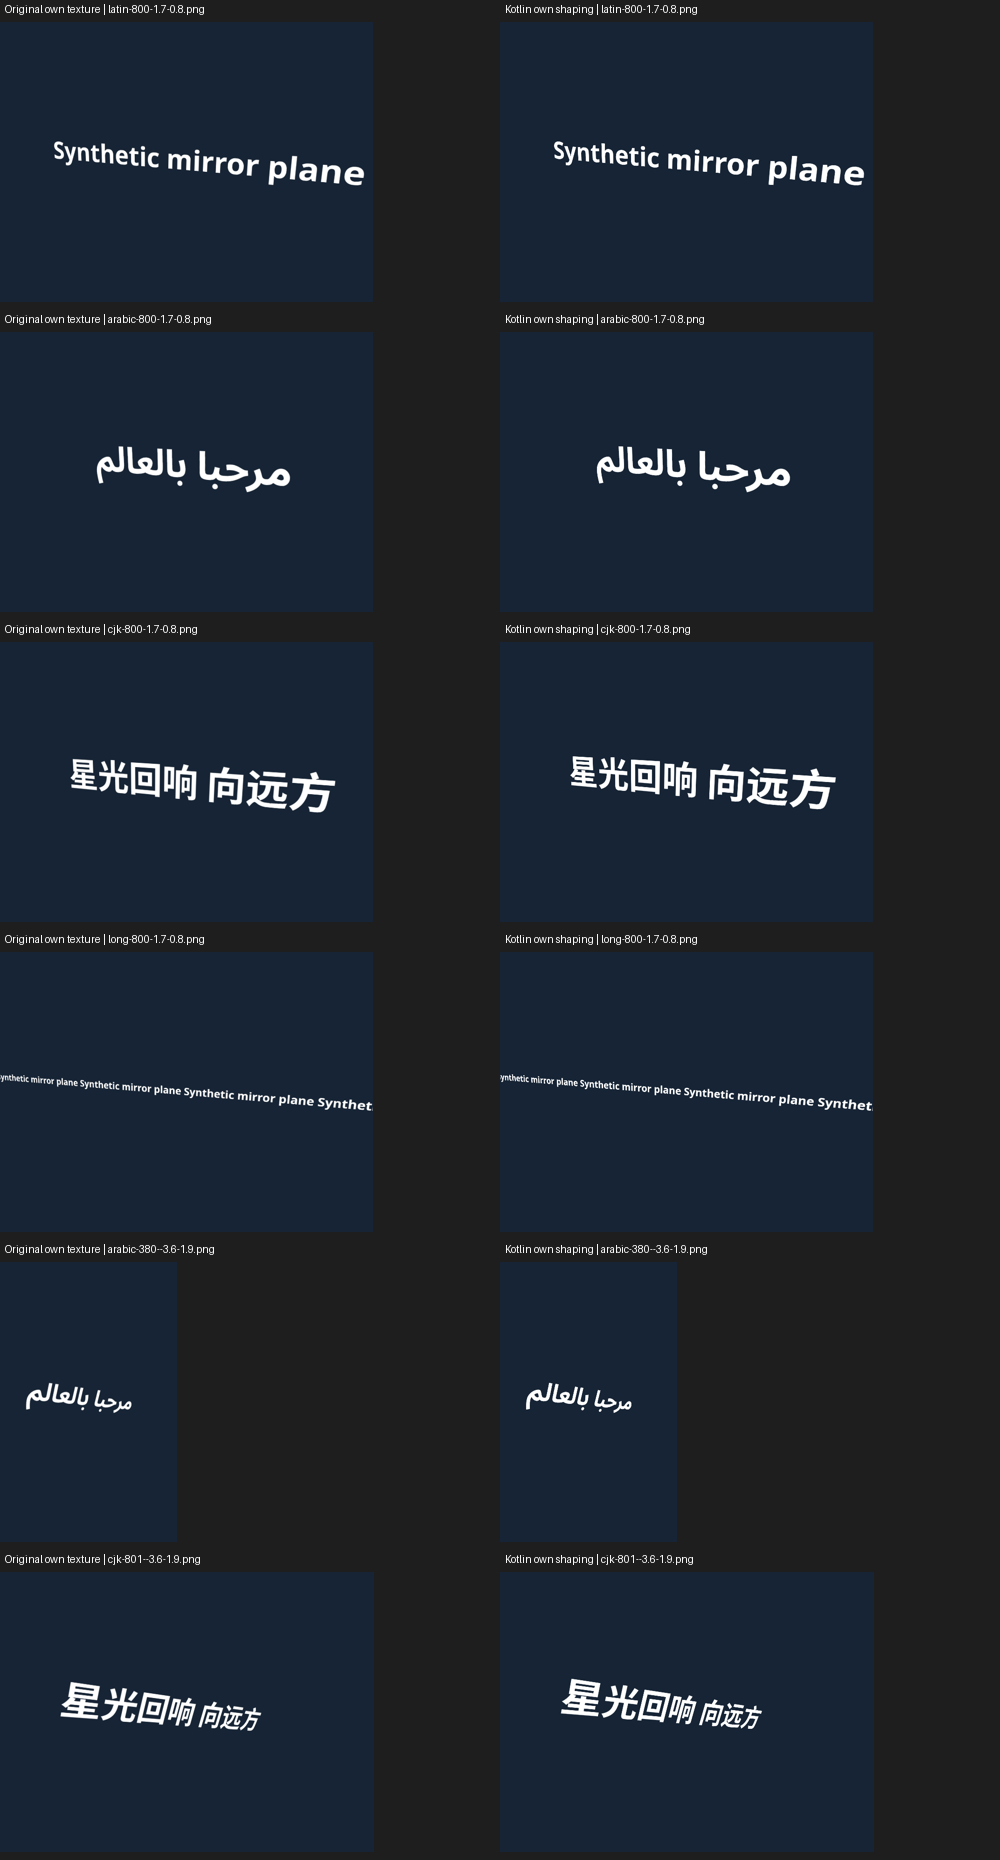 Original own texture | latin-800-1.7-0.8.png
Kotlin own shaping | latin-800-1.7-0.8.png
Synthetic mirror plane
Synthetic mirror plane
Original own texture | arabic-800-1.7-0.8.png
Kotlin own shaping | arabic-800-1.7-0.8.png
مرحبا بالعالم
مرحبا بالعالم
Original own texture | cjk-800-1.7-0.8.png
Kotlin own shaping | cjk-800-1.7-0.8.png
星光回响 向远方
星光回响 向远方
Original own texture | long-800-1.7-0.8.png
Kotlin own shaping | long-800-1.7-0.8.png
ynthetic mirror plane Synthetic mirror plane Synthetic mirror plane Synthet
ynthetic mirror plane Synthetic mirror plane Synthetic mirror plane Synthet
Original own texture | arabic-380--3.6-1.9.png
Kotlin own shaping | arabic-380--3.6-1.9.png
مرحبا بالعالم
مرحبا بالعالم
Original own texture | cjk-801--3.6-1.9.png
Kotlin own shaping | cjk-801--3.6-1.9.png
星光回响 向远方
星光回响 向远方